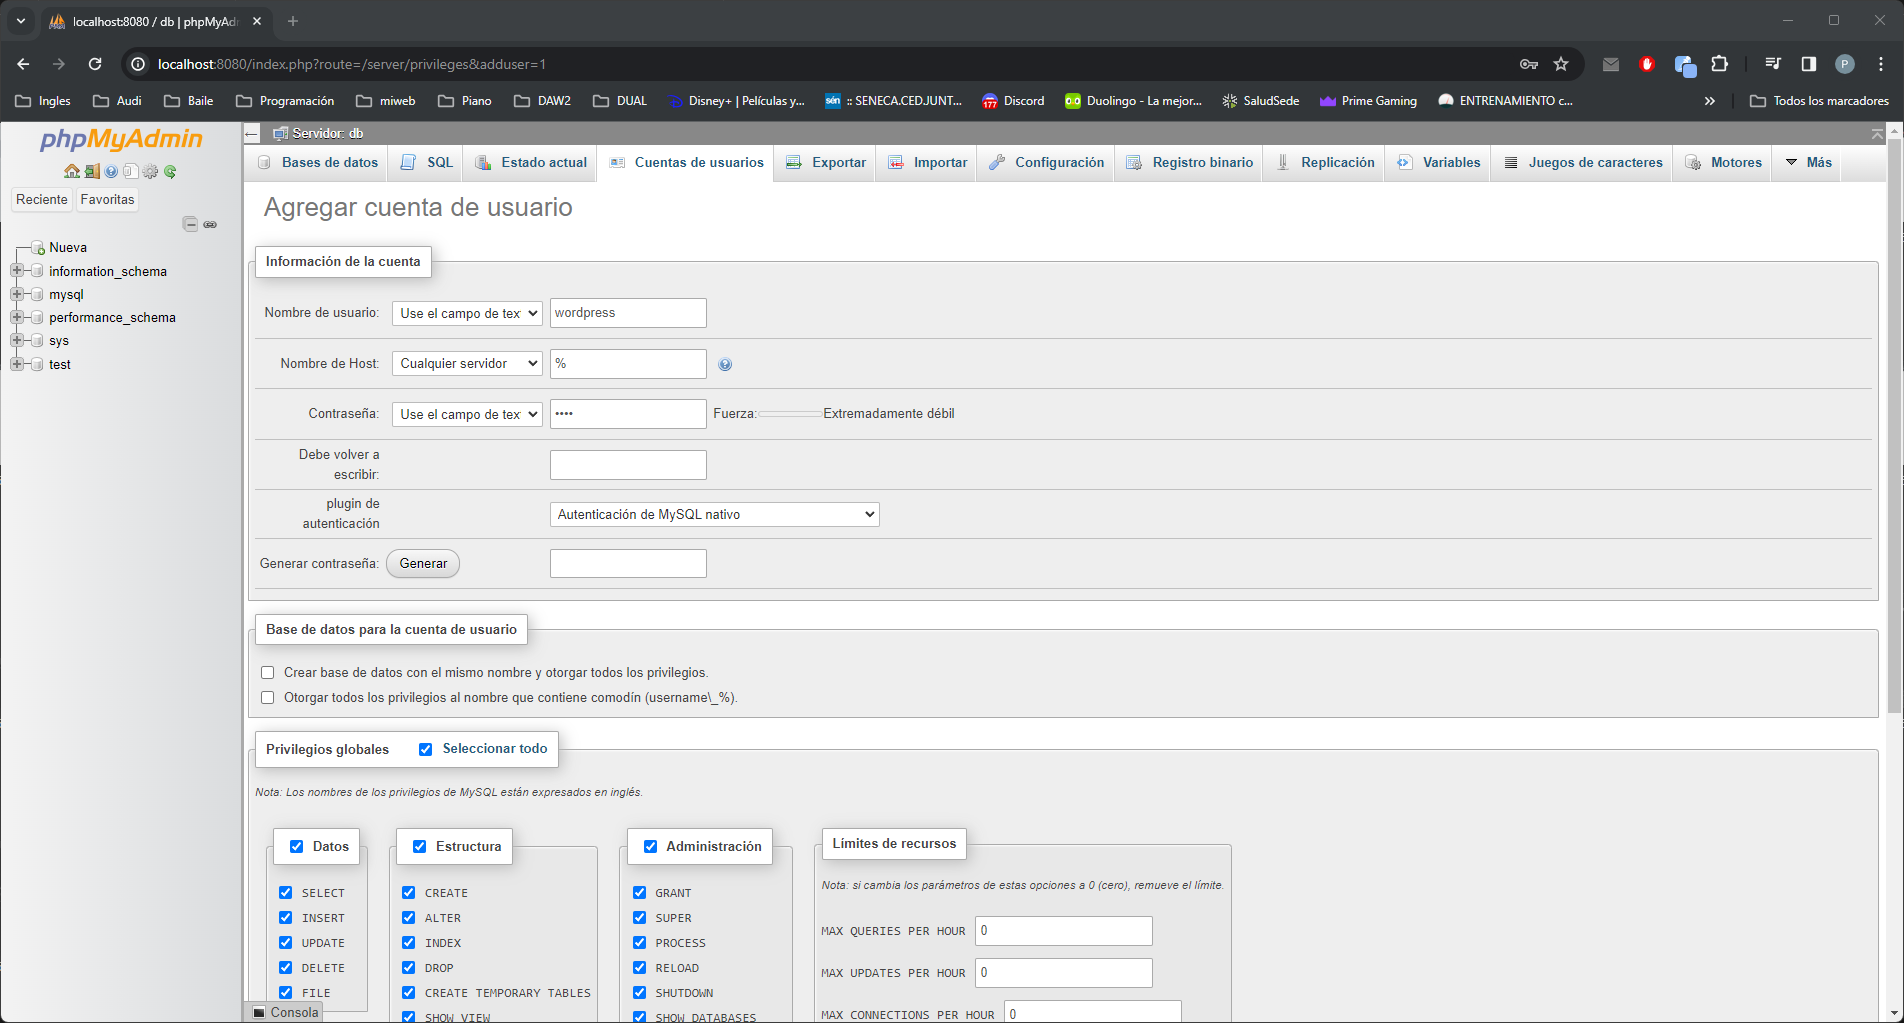 localhost:8080 / db | phpMyAd
localhost:8080/index.php?route=/server/privileges&adduser=1
P
Ingles Audi Baile Programación miweb Piano DAW2 DUAL Disney+ | Películas y... sén :: SENECA.CED.JUNT... 177 Discord Duolingo - La mejor... SaludSede Prime Gaming ENTRENAMIENTO c... » Todos los marcadores
phpMyAdmin
Reciente Favoritas
Nueva
information_schema
mysql
performance_schema
sys
test
Servidor: db
Bases de datos SQL Estado actual Cuentas de usuarios Exportar Importar Configuración Registro binario Replicación Variables Juegos de caracteres Motores Más
Agregar cuenta de usuario
Información de la cuenta
Nombre de usuario: Use el campo de tex wordpress
Nombre de Host: Cualquier servidor %
Contraseña: Use el campo de tex •••• Fuerza: Extremadamente débil
Debe volver a
escribir:
plugin de
autenticación
Autenticación de MySQL nativo
Generar contraseña: Generar
Base de datos para la cuenta de usuario
Crear base de datos con el mismo nombre y otorgar todos los privilegios.
Otorgar todos los privilegios al nombre que contiene comodín (username\_%).
Privilegios globales Seleccionar todo
Nota: Los nombres de los privilegios de MySQL están expresados en inglés.
Datos
SELECT
INSERT
UPDATE
DELETE
FILE
Estructura
CREATE
ALTER
INDEX
DROP
CREATE TEMPORARY TABLES
SHOW VIEW
Administración
GRANT
SUPER
PROCESS
RELOAD
SHUTDOWN
SHOW DATABASES
Límites de recursos
Nota: si cambia los parámetros de estas opciones a 0 (cero), remueve el límite.
MAX QUERIES PER HOUR 0
MAX UPDATES PER HOUR 0
MAX CONNECTIONS PER HOUR 0
Consola